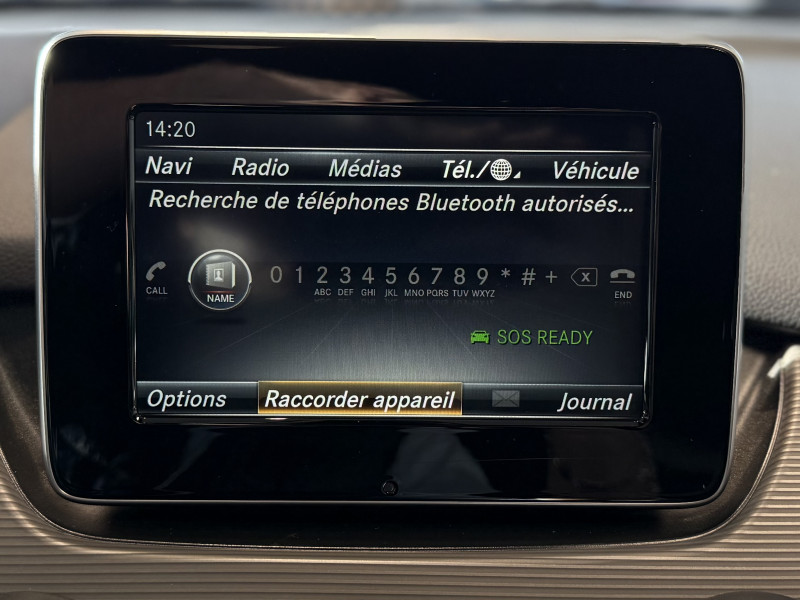 14:20
Navi Radio Médias Tél./ Véhicule
Recherche de téléphones Bluetooth autorisés...
CALL NAME 0 1 2 3 4 5 6 7 8 9 * # + x END
ABC DEF GHI JKL MNO PQRS TUV WXYZ
SOS READY
Options Raccorder appareil Journal